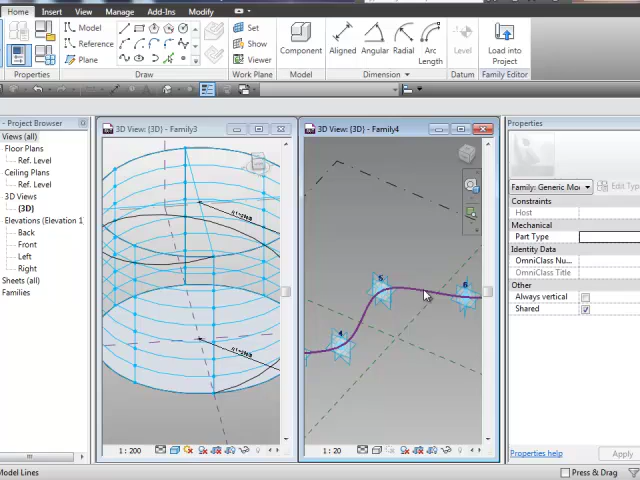 Home Insert View Manage Add-Ins Modify
Model
Reference
Plane
Set
Show
Viewer
Component
Aligned
Angular
Radial
Arc Length
Level
Load into Project
Properties
Draw
Work Plane
Model
Dimension
Datum
Family Editor
- Project Browser
Views (all)
Floor Plans
Ref. Level
Ceiling Plans
Ref. Level
3D Views
{3D}
Elevations (Elevation 1
Back
Front
Left
Right
Sheets (all)
Families
3D View: {3D} - Family3
1 : 200
3D View: {3D} - Family4
4
5
6
1 : 20
Properties
Family: Generic Mod
Edit Type
Constraints
Host
Mechanical
Part Type
Identity Data
OmniClass Nu...
OmniClass Title
Other
Always vertical
Shared
Properties help
Apply
Model Lines
Press & Drag